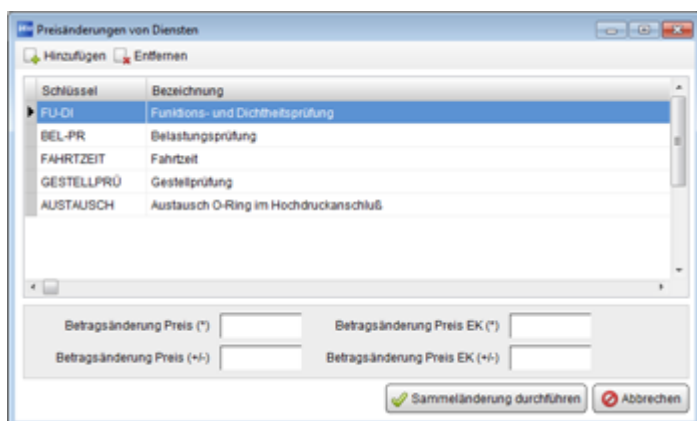 Preisänderungen von Diensten
Hinzufügen Entfernen
Schlüssel Bezeichnung
FU-DI Funktions- und Dichtheitsprüfung
BEL-PR Belastungsprüfung
FAHRTZEIT Fahrtzeit
GESTELLPRÜ Gestellprüfung
AUSTAUSCH Austausch O-Ring im Hochdruckanschluß
Betragsänderung Preis (*) Betragsänderung Preis EK (*)
Betragsänderung Preis (+/-) Betragsänderung Preis EK (+/-)
Sammeländerung durchführen Abbrechen